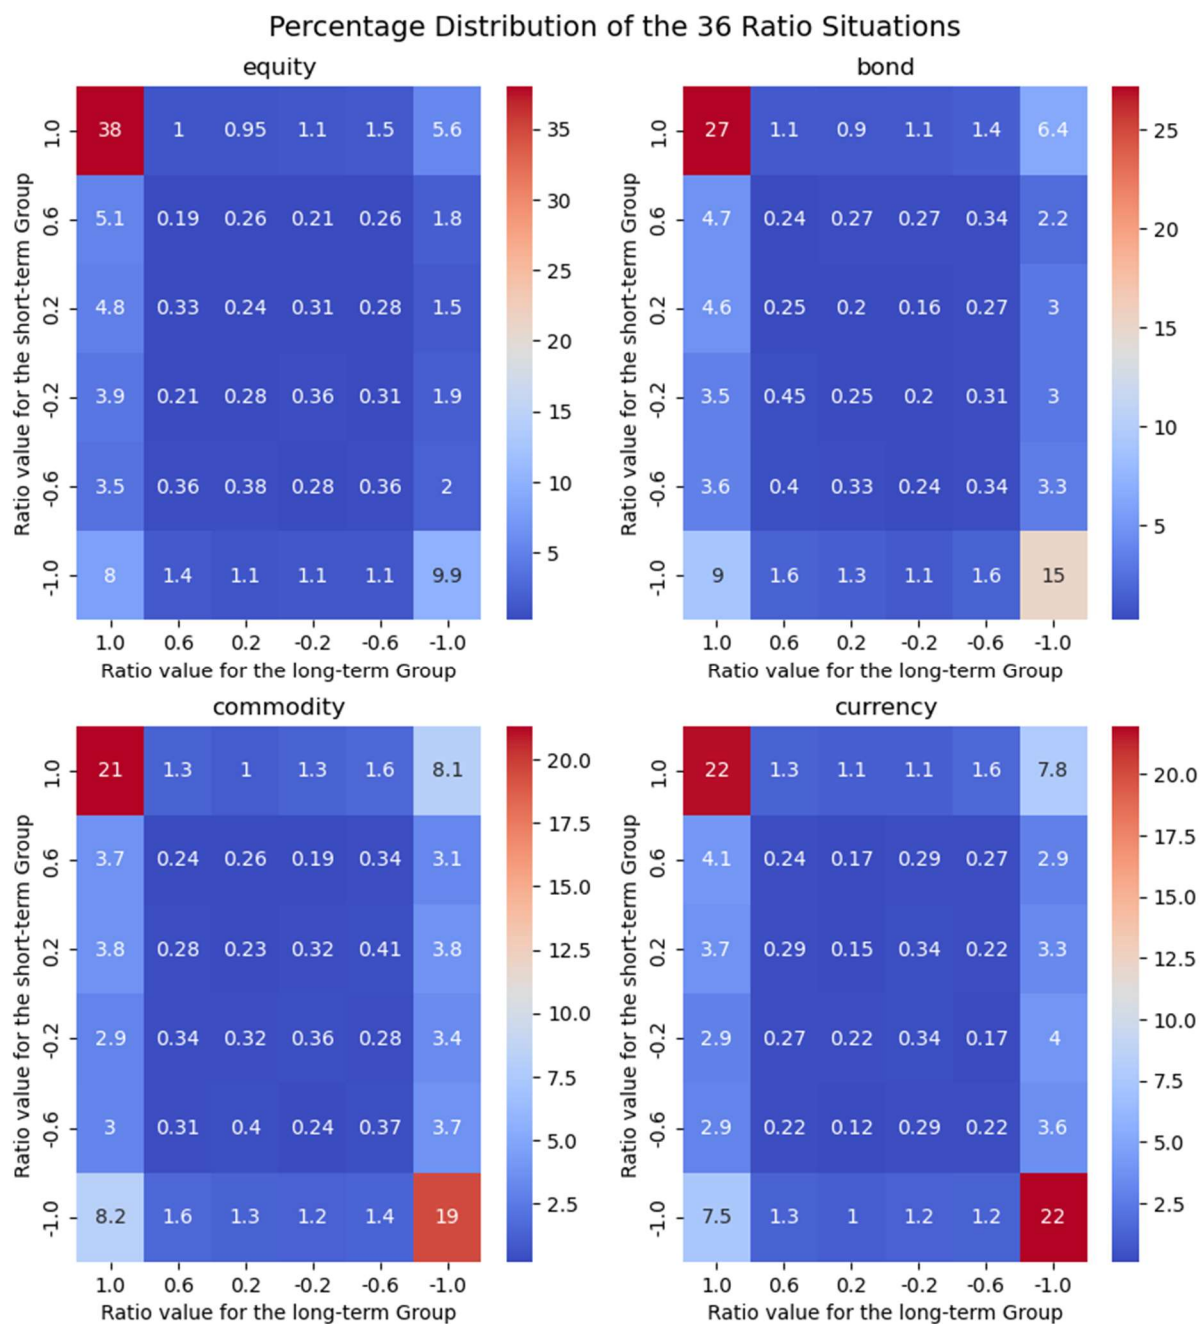 Percentage Distribution of the 36 Ratio Situations
equity
Ratio value for the short-term Group
1.0 38 1 0.95 1.1 1.5 5.6
0.6 5.1 0.19 0.26 0.21 0.26 1.8
0.2 4.8 0.33 0.24 0.31 0.28 1.5
-0.2 3.9 0.21 0.28 0.36 0.31 1.9
-0.6 3.5 0.36 0.38 0.28 0.36 2
-1.0 8 1.4 1.1 1.1 1.1 9.9
1.0 0.6 0.2 -0.2 -0.6 -1.0
Ratio value for the long-term Group
35
30
25
20
15
10
5
bond
Ratio value for the short-term Group
1.0 27 1.1 0.9 1.1 1.4 6.4
0.6 4.7 0.24 0.27 0.27 0.34 2.2
0.2 4.6 0.25 0.2 0.16 0.27 3
-0.2 3.5 0.45 0.25 0.2 0.31 3
-0.6 3.6 0.4 0.33 0.24 0.34 3.3
-1.0 9 1.6 1.3 1.1 1.6 15
1.0 0.6 0.2 -0.2 -0.6 -1.0
Ratio value for the long-term Group
25
20
15
10
5
commodity
Ratio value for the short-term Group
1.0 21 1.3 1 1.3 1.6 8.1
0.6 3.7 0.24 0.26 0.19 0.34 3.1
0.2 3.8 0.28 0.23 0.32 0.41 3.8
-0.2 2.9 0.34 0.32 0.36 0.28 3.4
-0.6 3 0.31 0.4 0.24 0.37 3.7
-1.0 8.2 1.6 1.3 1.2 1.4 19
1.0 0.6 0.2 -0.2 -0.6 -1.0
Ratio value for the long-term Group
20.0
17.5
15.0
12.5
10.0
7.5
5.0
2.5
currency
Ratio value for the short-term Group
1.0 22 1.3 1.1 1.1 1.6 7.8
0.6 4.1 0.24 0.17 0.29 0.27 2.9
0.2 3.7 0.29 0.15 0.34 0.22 3.3
-0.2 2.9 0.27 0.22 0.34 0.17 4
-0.6 2.9 0.22 0.12 0.29 0.22 3.6
-1.0 7.5 1.3 1 1.2 1.2 22
1.0 0.6 0.2 -0.2 -0.6 -1.0
Ratio value for the long-term Group
20.0
17.5
15.0
12.5
10.0
7.5
5.0
2.5